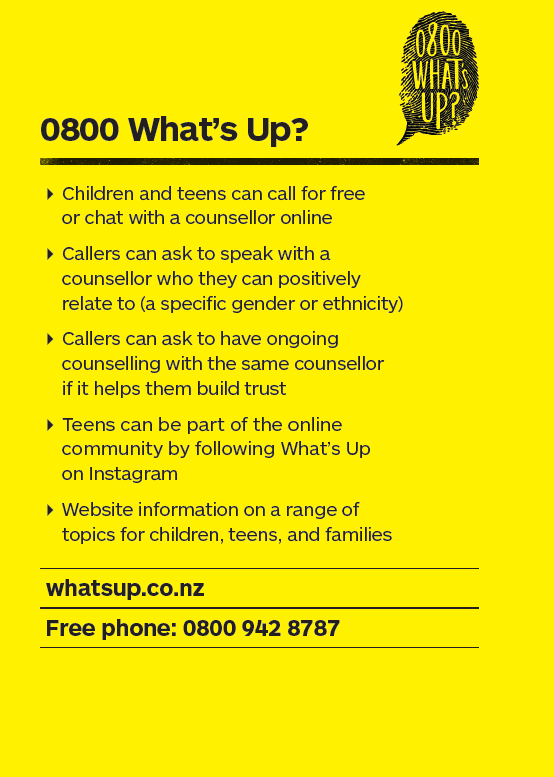 0800
WHAT's
UP?
0800 What’s Up?
Children and teens can call for free
or chat with a counsellor online
Callers can ask to speak with a
counsellor who they can positively
relate to (a specific gender or ethnicity)
Callers can ask to have ongoing
counselling with the same counsellor
if it helps them build trust
Teens can be part of the online
community by following What’s Up
on Instagram
Website information on a range of
topics for children, teens, and families
whatsup.co.nz
Free phone: 0800 942 8787